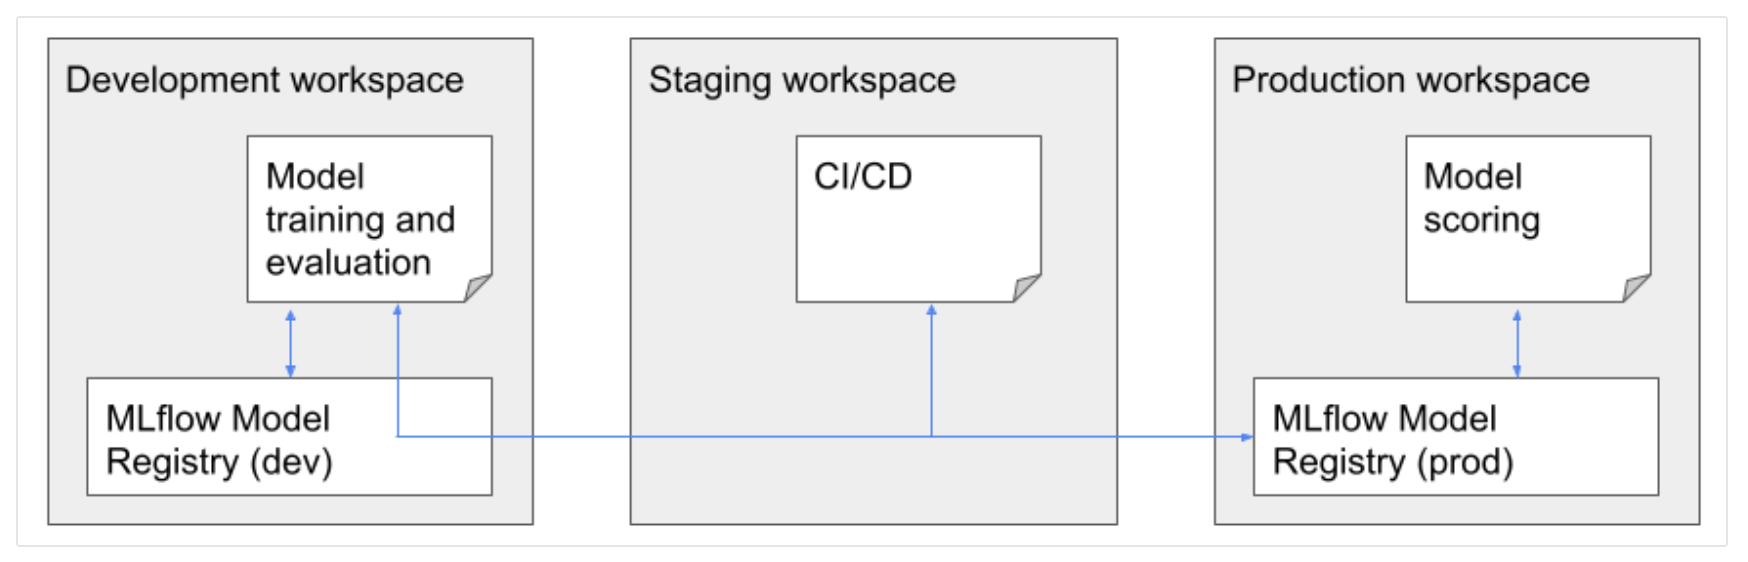 Development workspace
Model
training and
evaluation
MLflow Model
Registry (dev)
Staging workspace
CI/CD
Production workspace
Model
scoring
MLflow Model
Registry (prod)